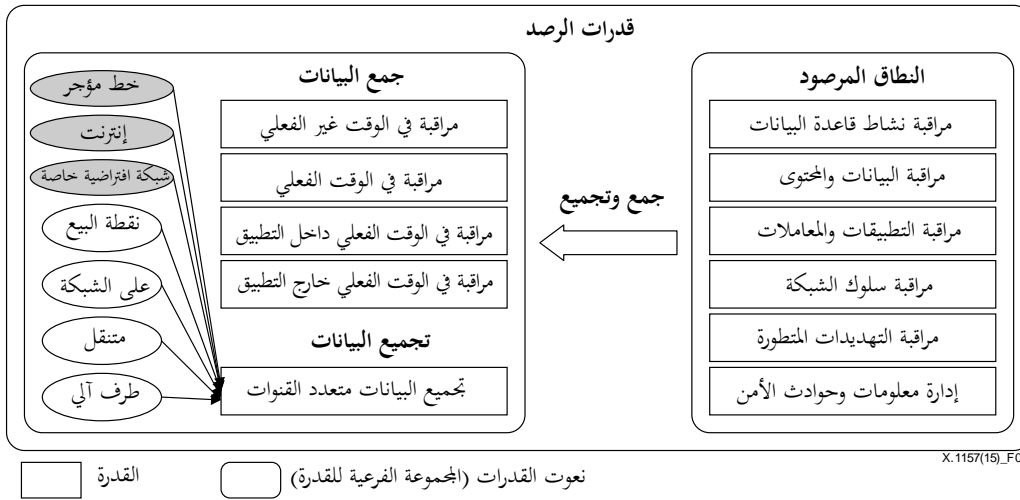 قدرات الرصد
النطاق المرصود
مراقبة نشاط قاعدة البيانات
مراقبة البيانات والمحتوى
مراقبة التطبيقات والمعاملات
مراقبة سلوك الشبكة
مراقبة التهديدات المتطورة
إدارة معلومات وحوادث الأمن
جمع وتجميع
جمع البيانات
مراقبة في الوقت غير الفعلي
مراقبة في الوقت الفعلي
مراقبة في الوقت الفعلي داخل التطبيق
مراقبة في الوقت الفعلي خارج التطبيق
تجميع البيانات
تجميع البيانات متعدد القنوات
خط مؤجر
إنترنت
شبكة افتراضية خاصة
نقطة البيع
على الشبكة
متنقل
طرف آلي
X.1157(15)_F0
نعوت القدرات (المجموعة الفرعية للقدرة)
القدرة